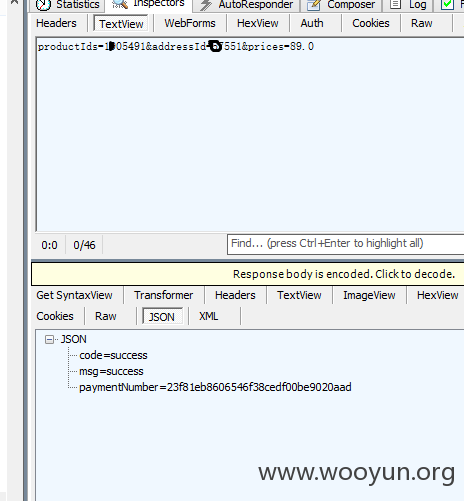 Statistics Inspectors AutoResponder Composer Log
Headers TextView WebForms HexView Auth Cookies Raw
productIds=1 05491&addressId= 7551&prices=89.0
0:0 0/46 Find... (press Ctrl+Enter to highlight all)
Response body is encoded. Click to decode.
Get SyntaxView Transformer Headers TextView ImageView HexView
Cookies Raw JSON XML
JSON
code=success
msg=success
paymentNumber=23f81eb8606546f38cedf00be9020aad
www.wooyun.org